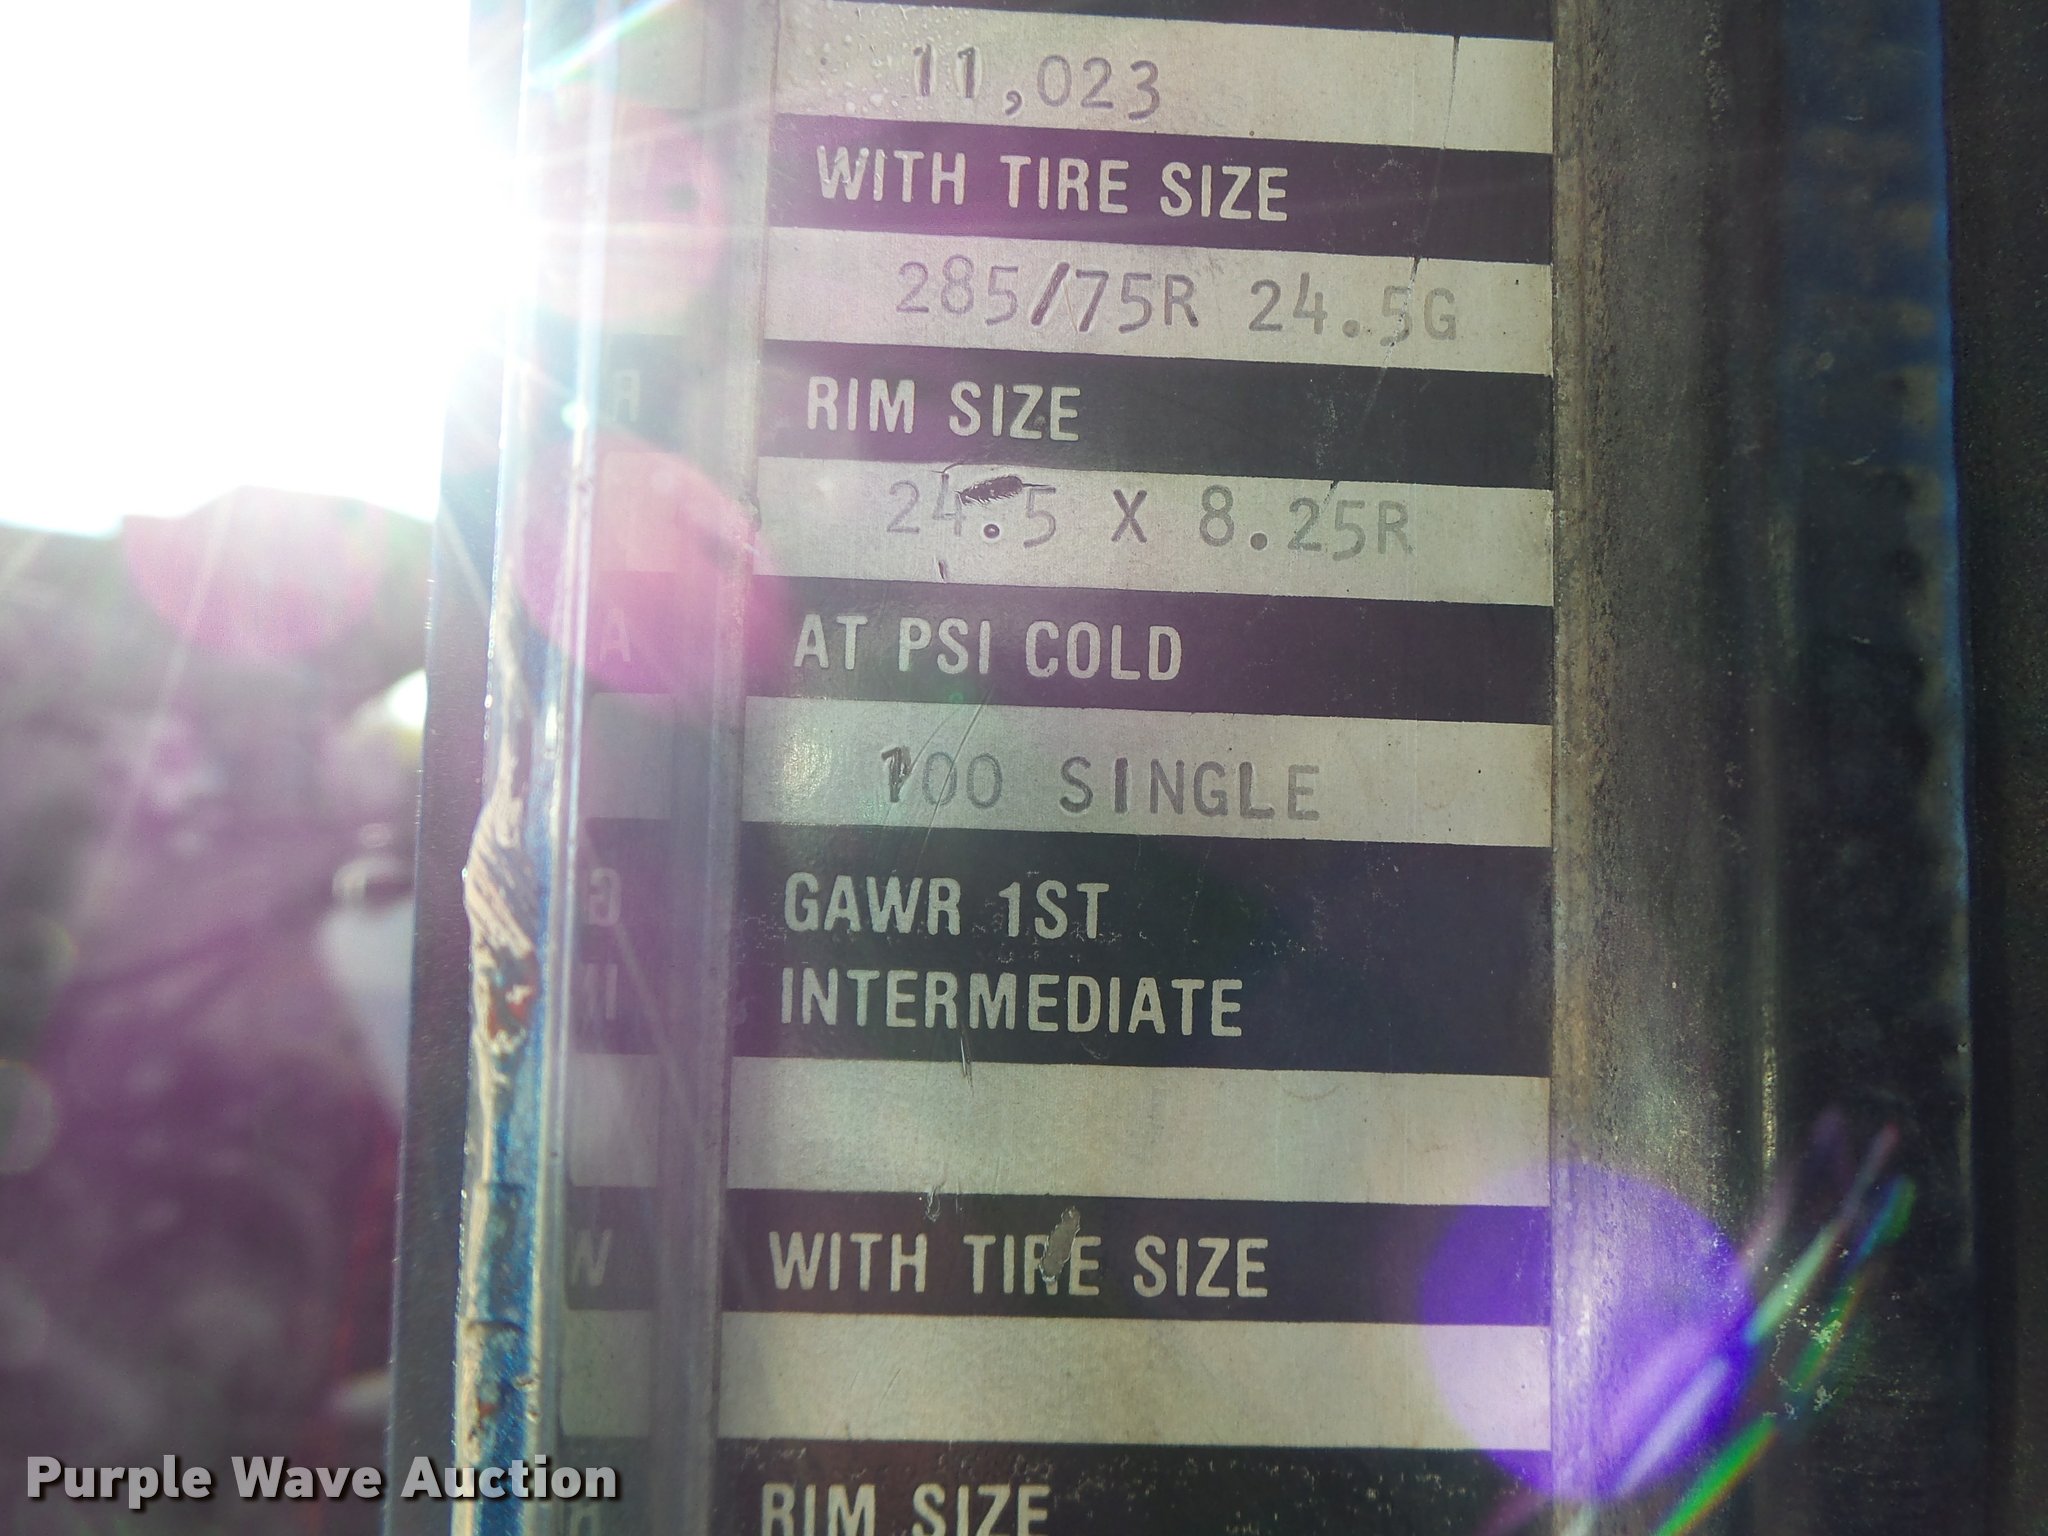 11,023
WITH TIRE SIZE
285/75R 24.5G
RIM SIZE
24.5 X 8.25R
AT PSI COLD
100 SINGLE
GAWR 1ST
INTERMEDIATE
WITH TIRE SIZE
RIM SIZE
Purple Wave Auction